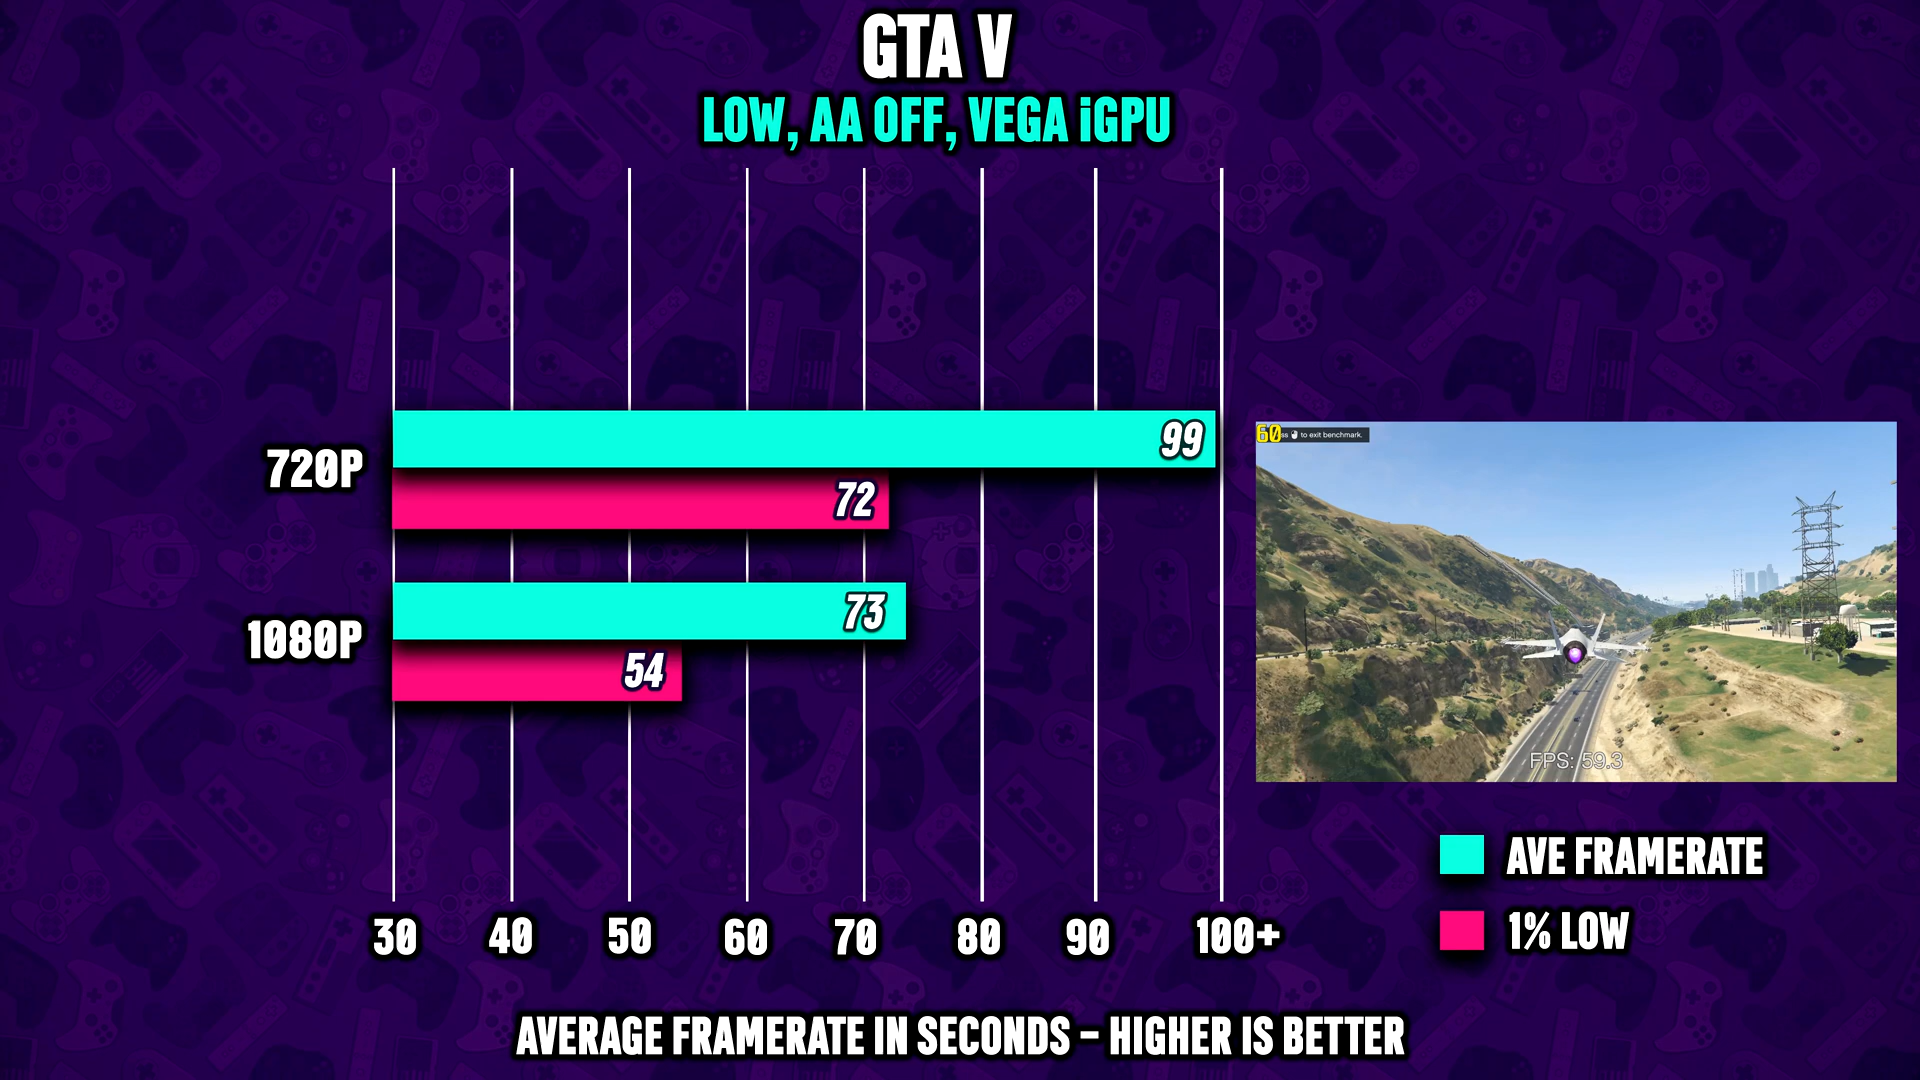 GTA V
LOW, AA OFF, VEGA iGPU
99
72
720P
73
54
1080P
30 40 50 60 70 80 90 100+
60 ss to exit benchmark.
FPS: 59.3
AVE FRAMERATE
1% LOW
AVERAGE FRAMERATE IN SECONDS – HIGHER IS BETTER